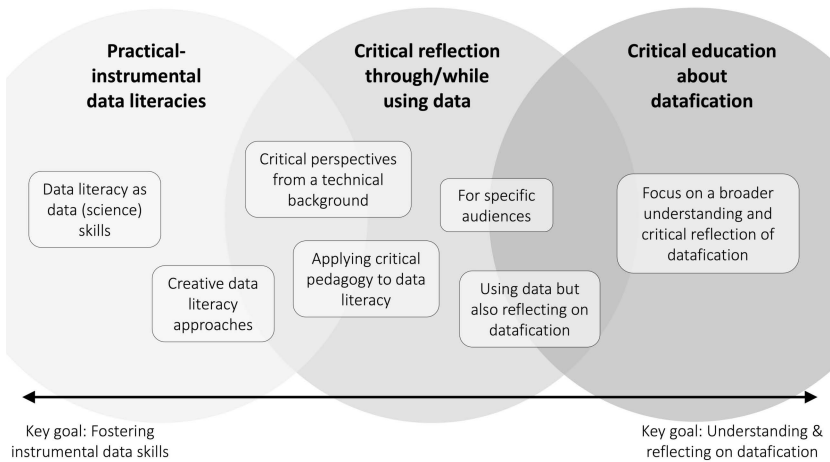 Practical-
instrumental
data literacies
Critical reflection
through/while
using data
Critical education
about
datafication
Data literacy as
data (science)
skills
Critical perspectives
from a technical
background
For specific
audiences
Focus on a broader
understanding and
critical reflection of
datafication
Creative data
literacy
approaches
Applying critical
pedagogy to data
literacy
Using data but
also reflecting on
datafication
Key goal: Fostering
instrumental data skills
Key goal: Understanding &
reflecting on datafication